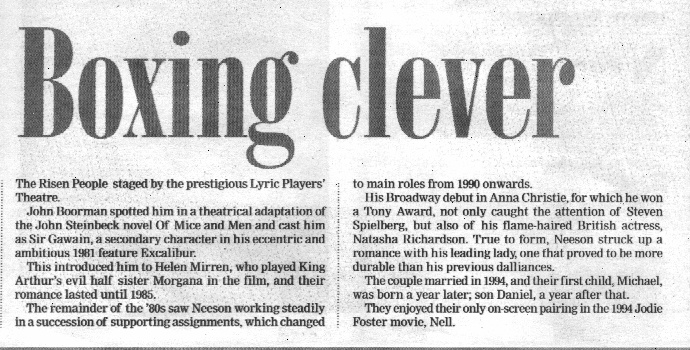 Boxing clever
The Risen People staged by the prestigious Lyric Players'
Theatre.
John Boorman spotted him in a theatrical adaptation of
the John Steinbeck novel Of Mice and Men and cast him
as Sir Gawain, a secondary character in his eccentric and
ambitious 1981 feature Excalibur.
This introduced him to Helen Mirren, who played King
Arthur's evil half sister Morgana in the film, and their
romance lasted until 1985.
The remainder of the '80s saw Neeson working steadily
in a succession of supporting assignments, which changed
to main roles from 1990 onwards.
His Broadway debut in Anna Christie, for which he won
a Tony Award, not only caught the attention of Steven
Spielberg, but also of his flame-haired British actress,
Natasha Richardson. True to form, Neeson struck up a
romance with his leading lady, one that proved to be more
durable than his previous dalliances.
The couple married in 1994, and their first child, Michael,
was born a year later; son Daniel, a year after that.
They enjoyed their only on-screen pairing in the 1994 Jodie
Foster movie, Nell.